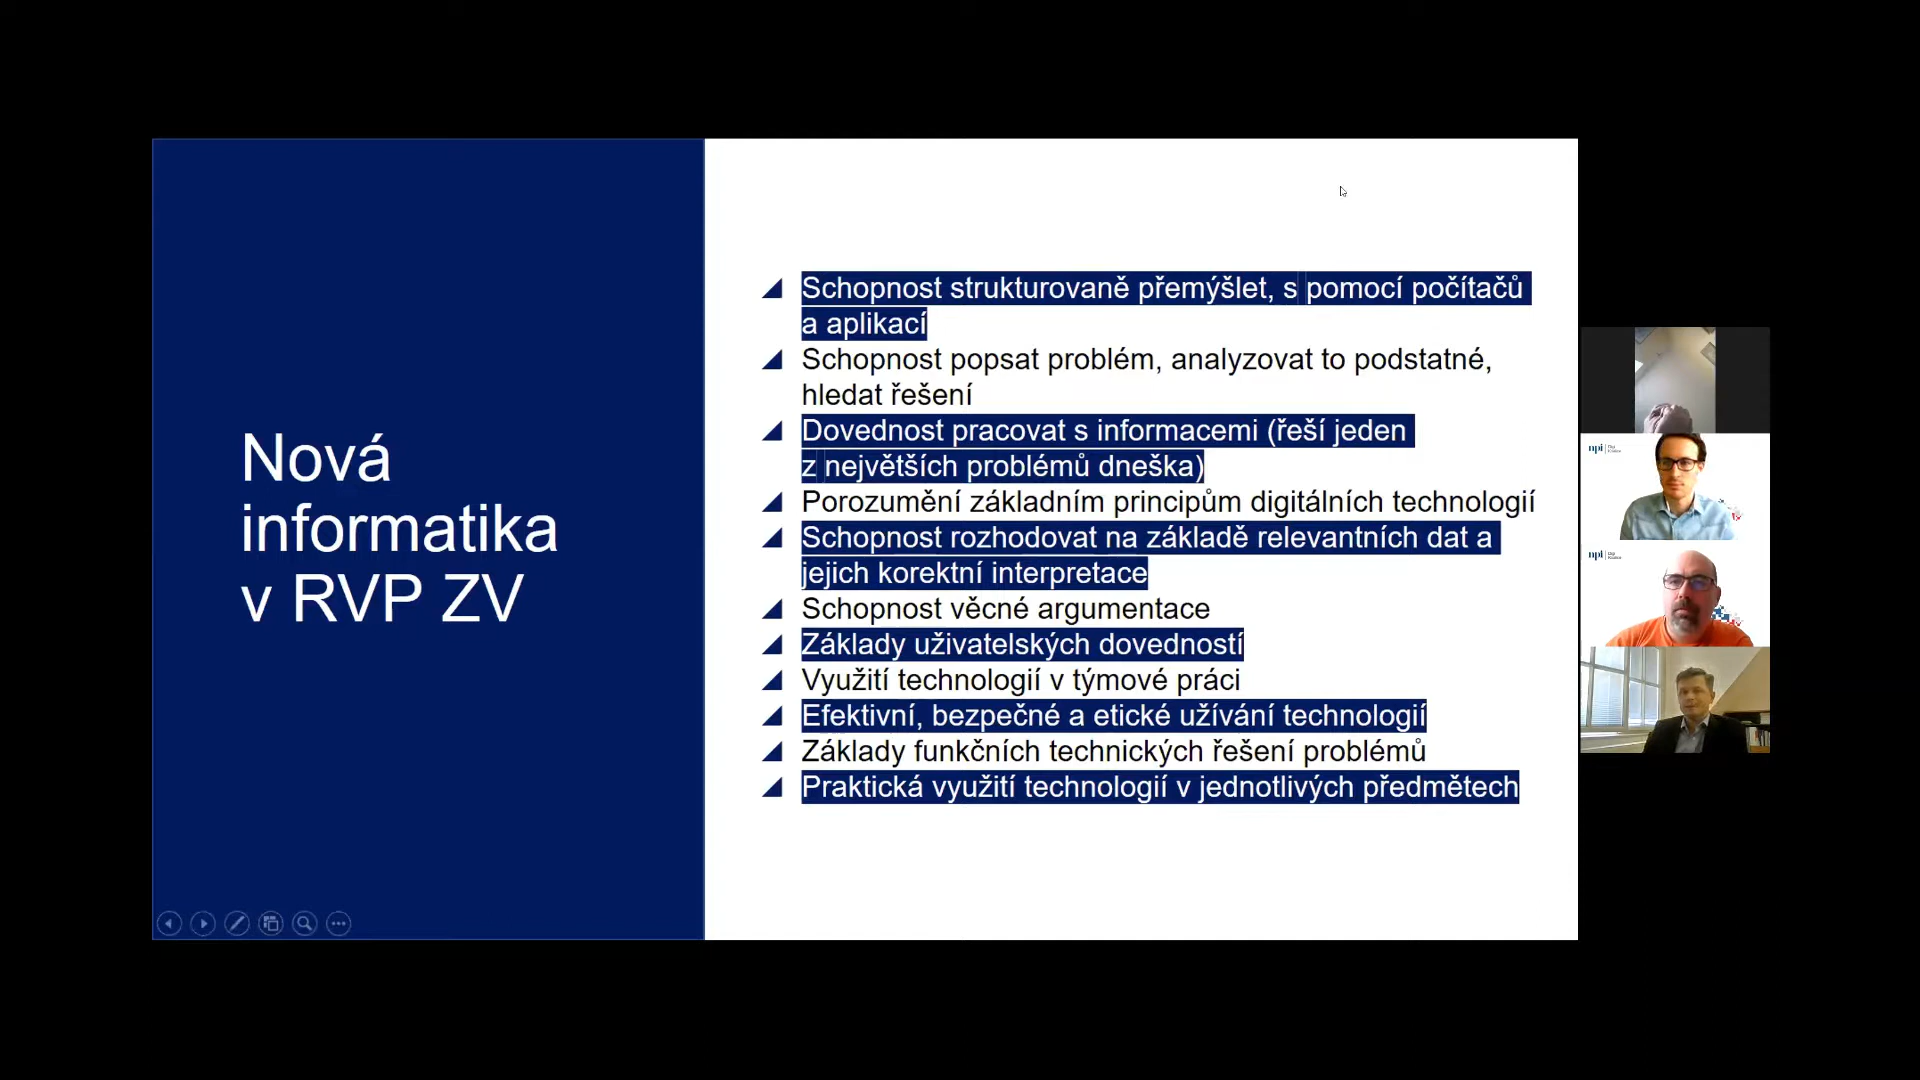 Nová
informatika
v RVP ZV
Schopnost strukturovaně přemýšlet, s pomocí počítačů
a aplikací
Schopnost popsat problém, analyzovat to podstatné,
hledat řešení
Dovednost pracovat s informacemi (řeší jeden
z největších problémů dneška)
Porozumění základním principům digitálních technologií
Schopnost rozhodovat na základě relevantních dat a
jejich korektní interpretace
Schopnost věcné argumentace
Základy uživatelských dovedností
Využití technologií v týmové práci
Efektivní, bezpečné a etické užívání technologií
Základy funkčních technických řešení problémů
Praktická využití technologií v jednotlivých předmětech
npi
npi